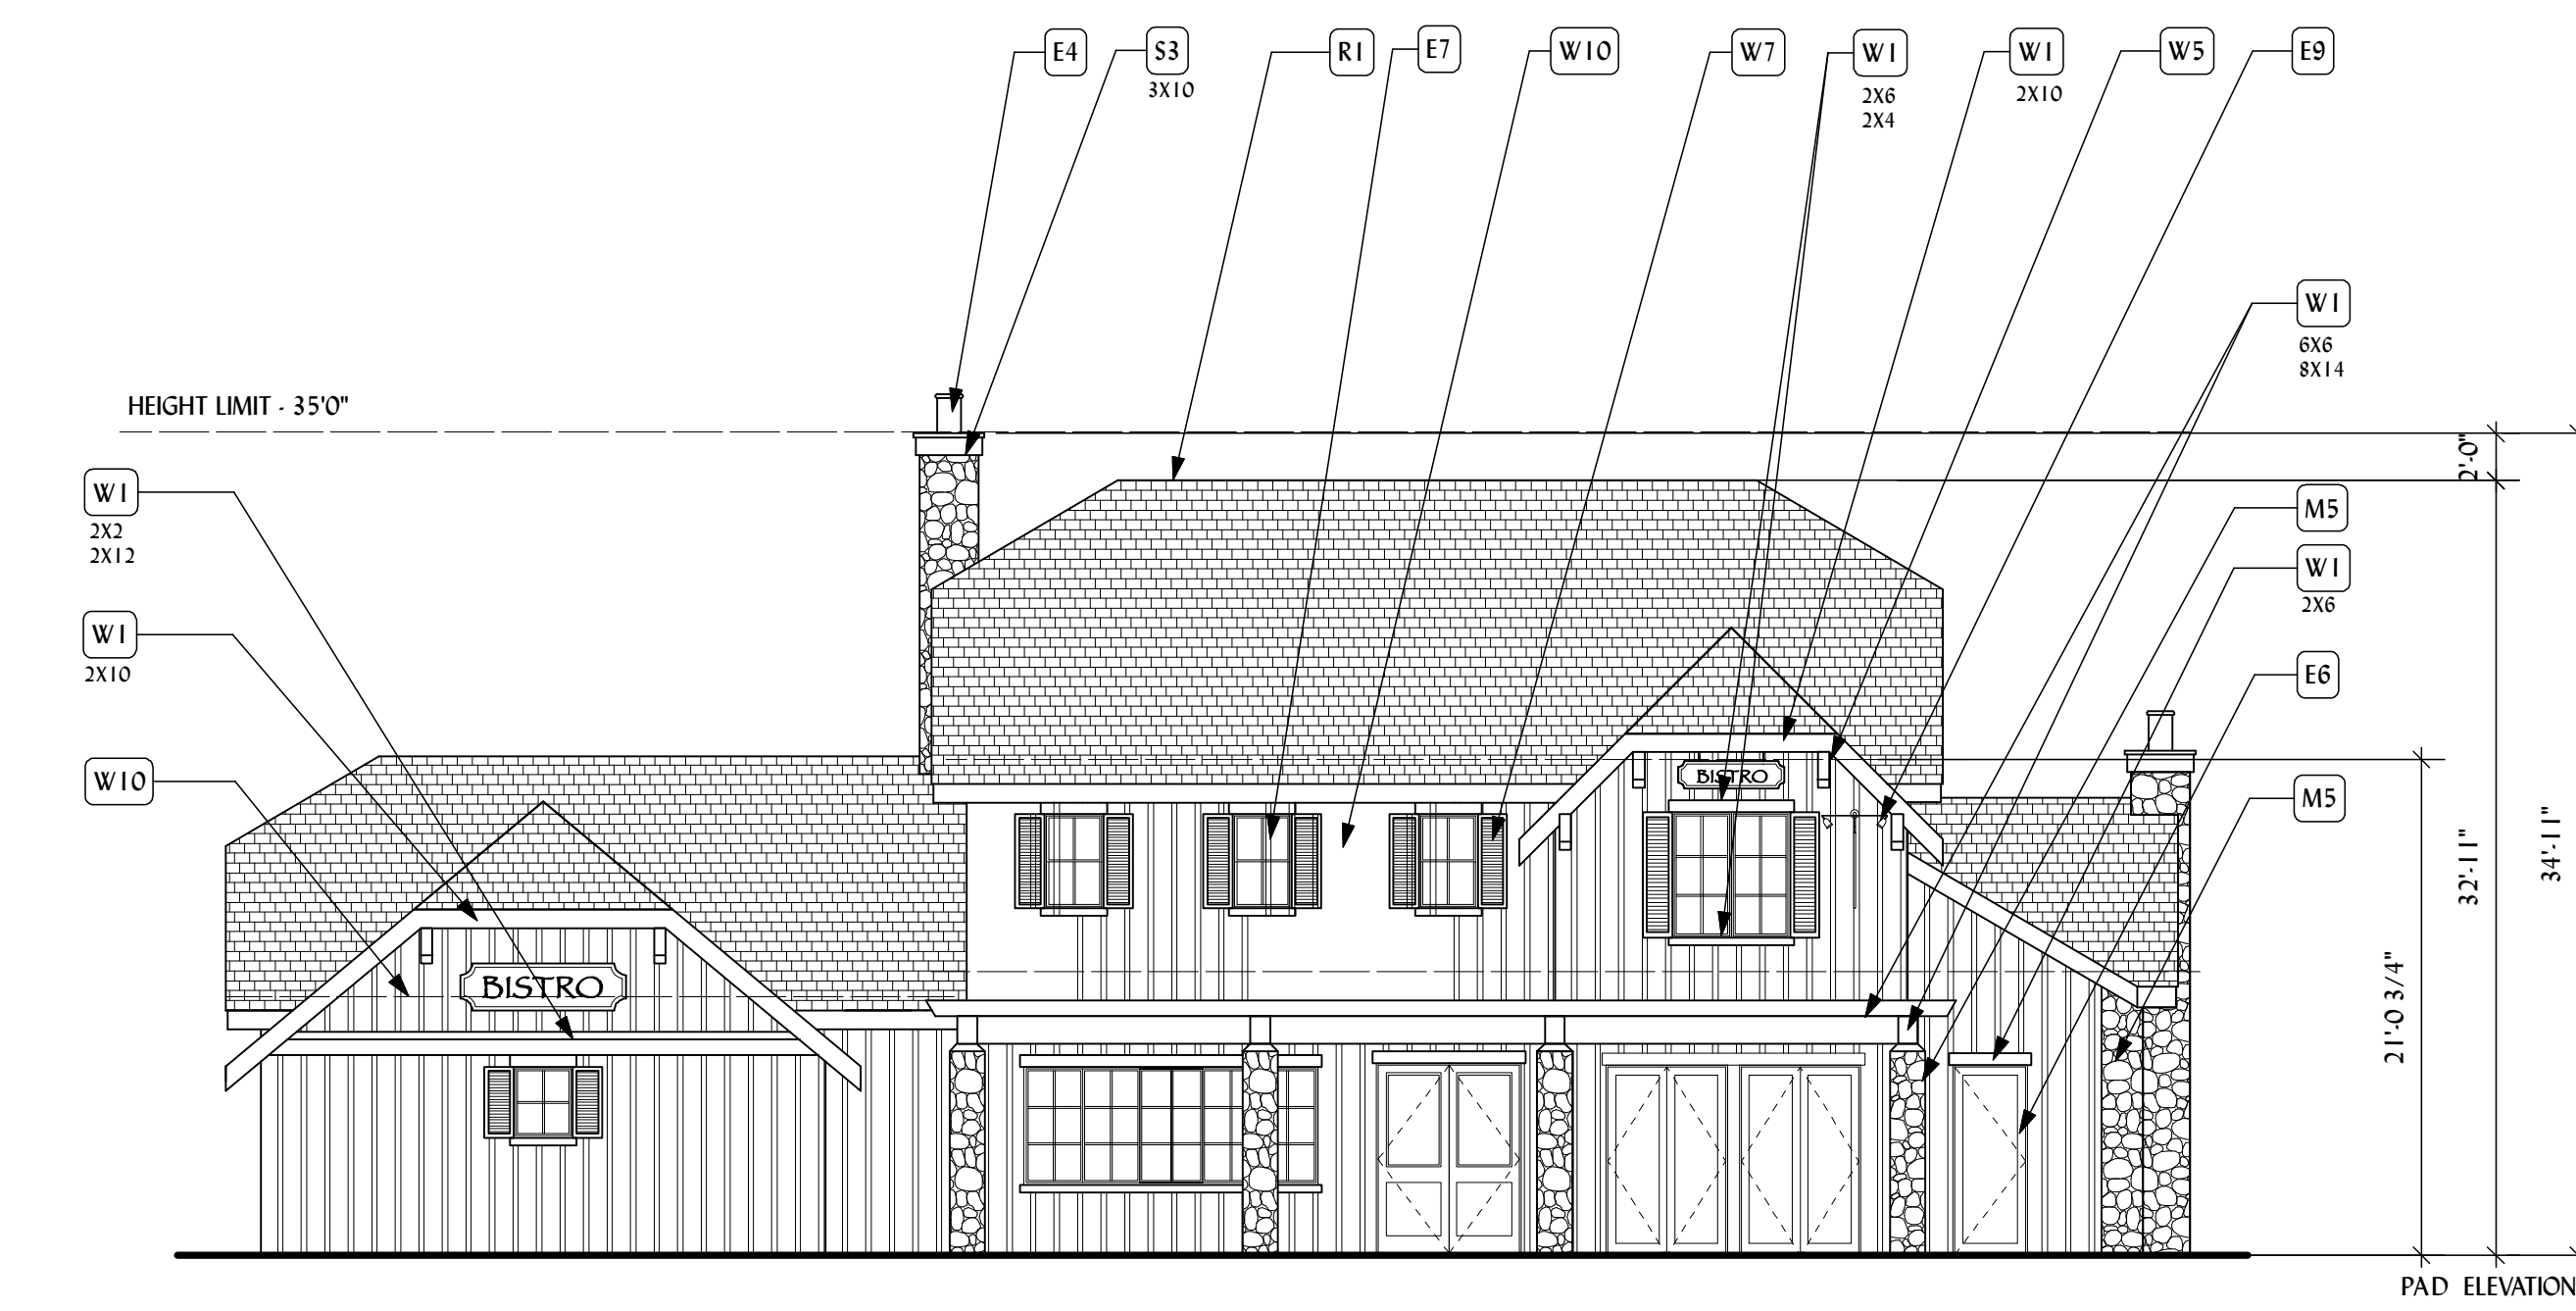 E4
S3
3X10
R1
E7
W10
W7
W1
2X6
2X4
W1
2X10
W5
E9
W1
6X6
8X14
HEIGHT LIMIT - 35'0"
2'-0"
W1
2X2
2X12
M5
W1
2X6
W1
2X10
E6
W10
M5
BISTRO
BISTRO
32'-11"
34'-11"
21'-0 3/4"
PAD ELEVATION